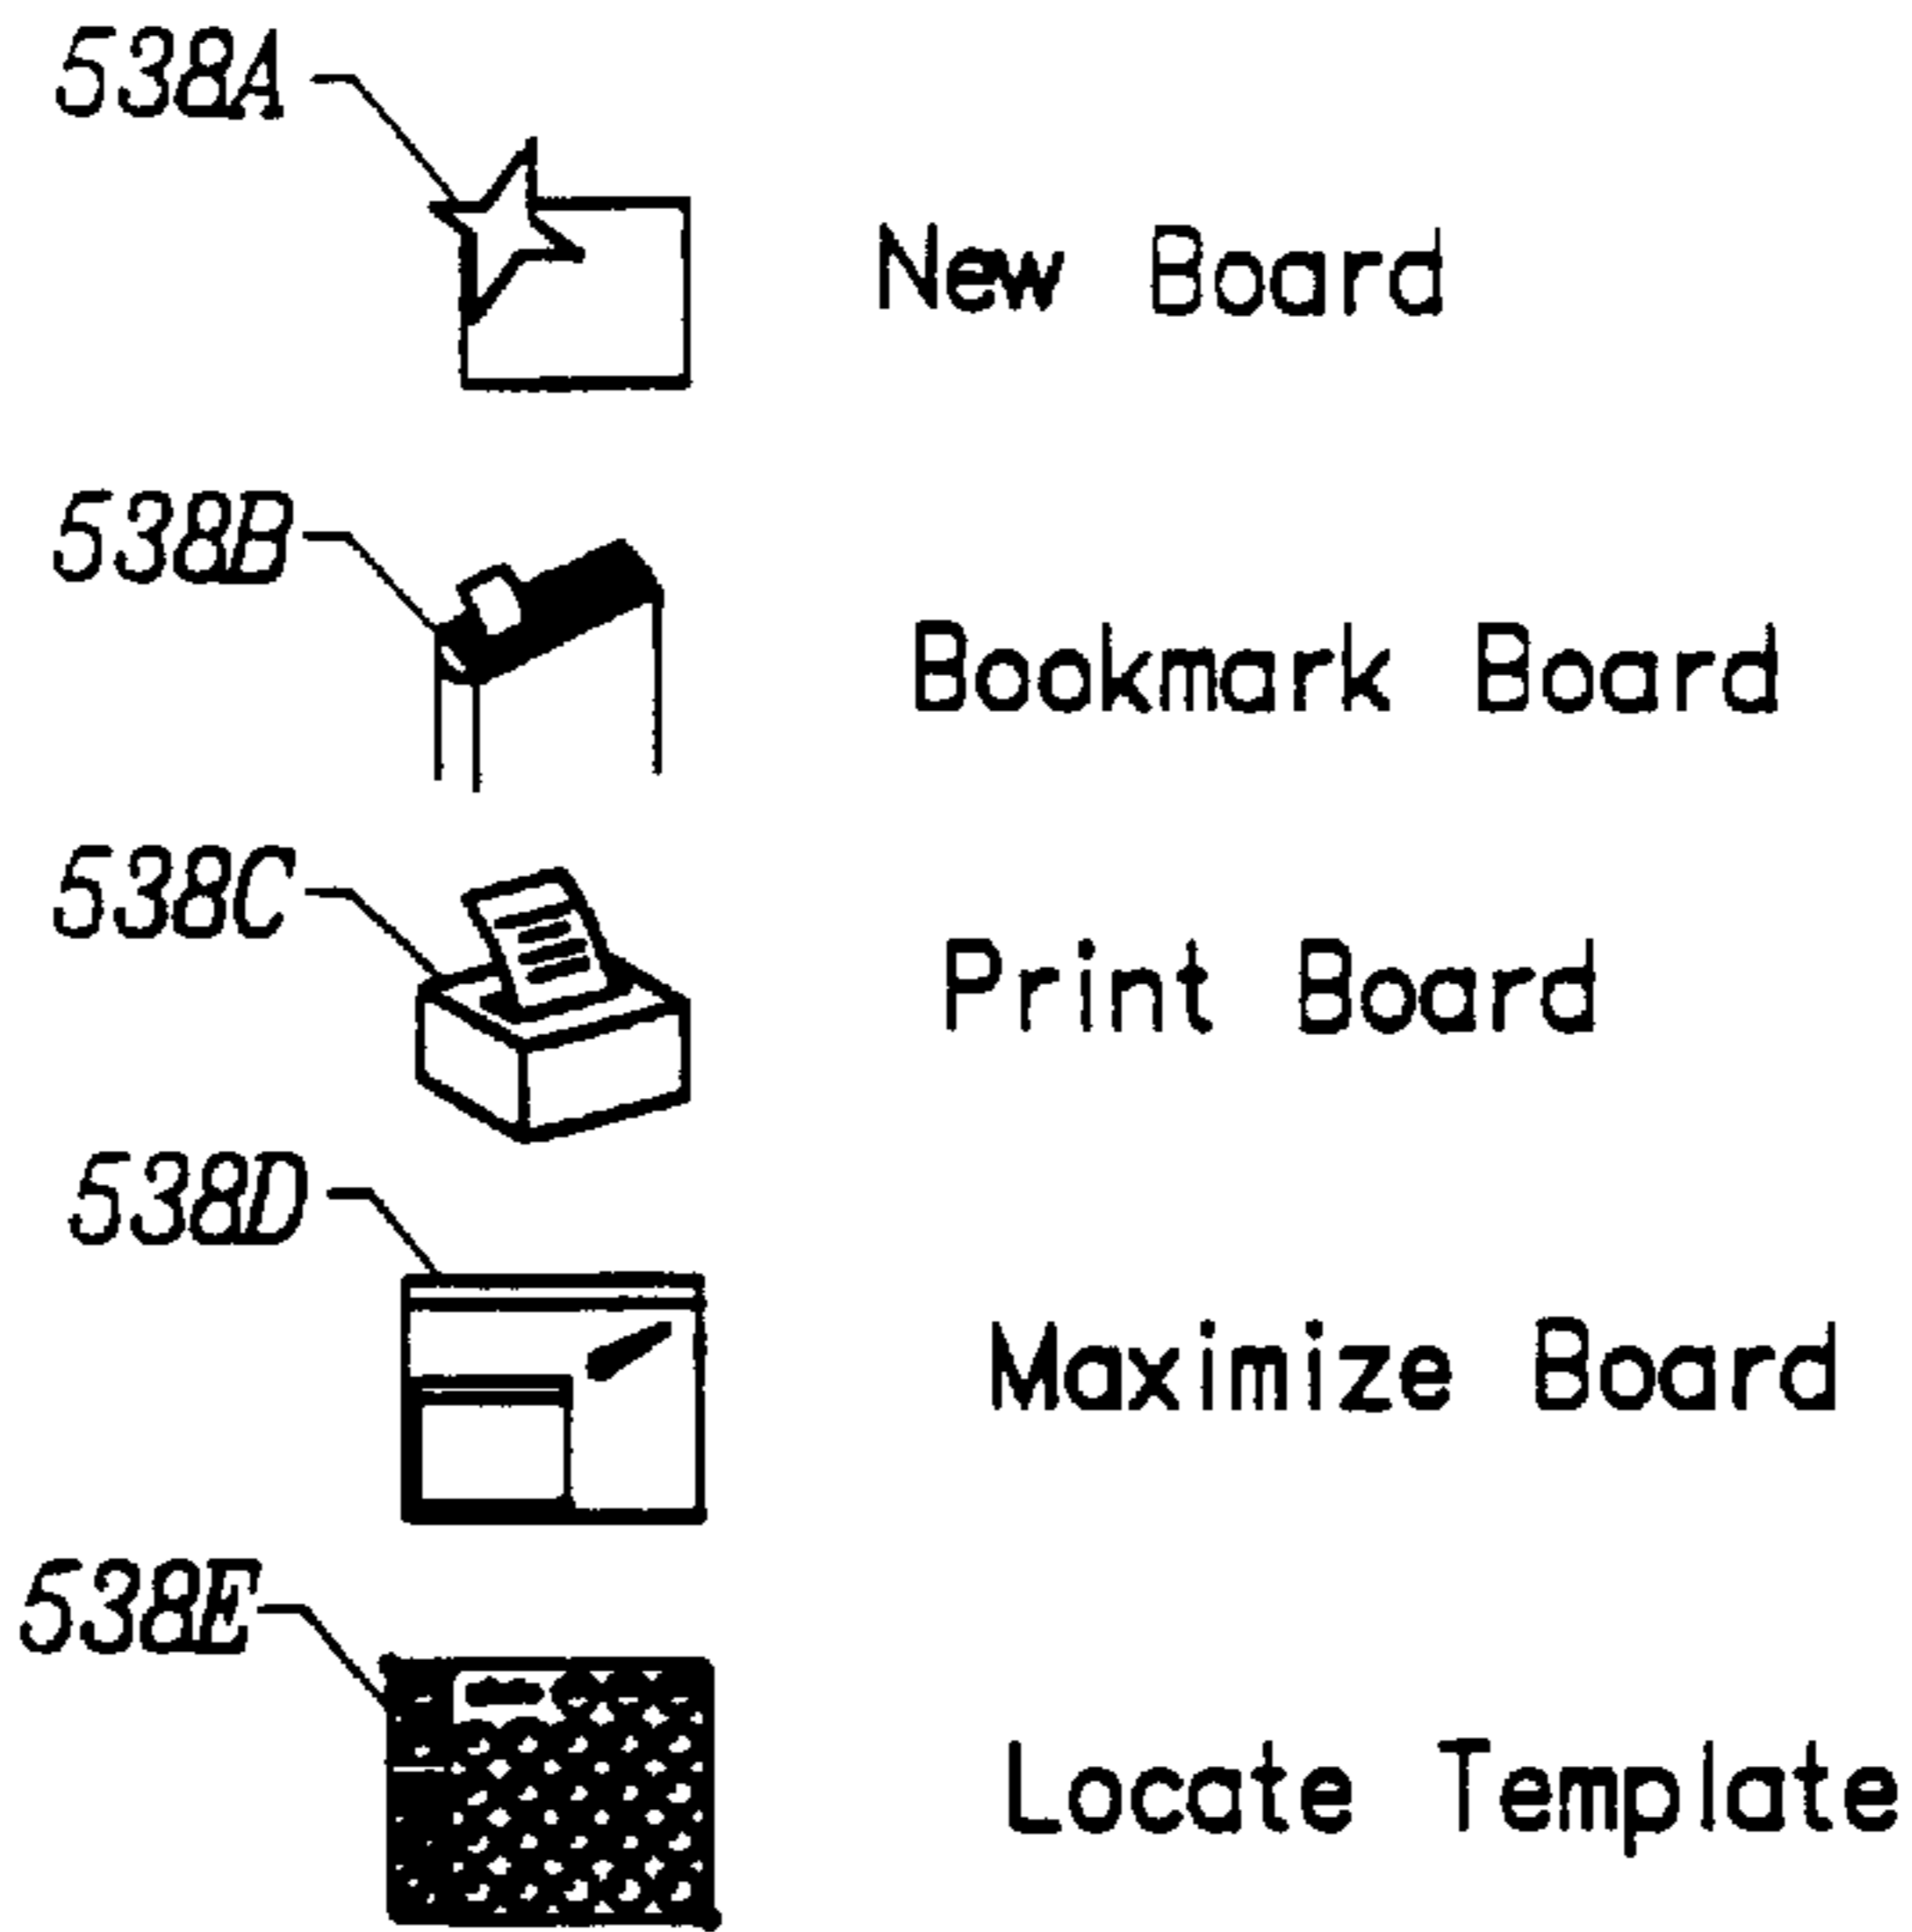 538A
New Board
538B
Bookmark Board
538C
Print Board
538D
Maximize Board
538E
Locate Template